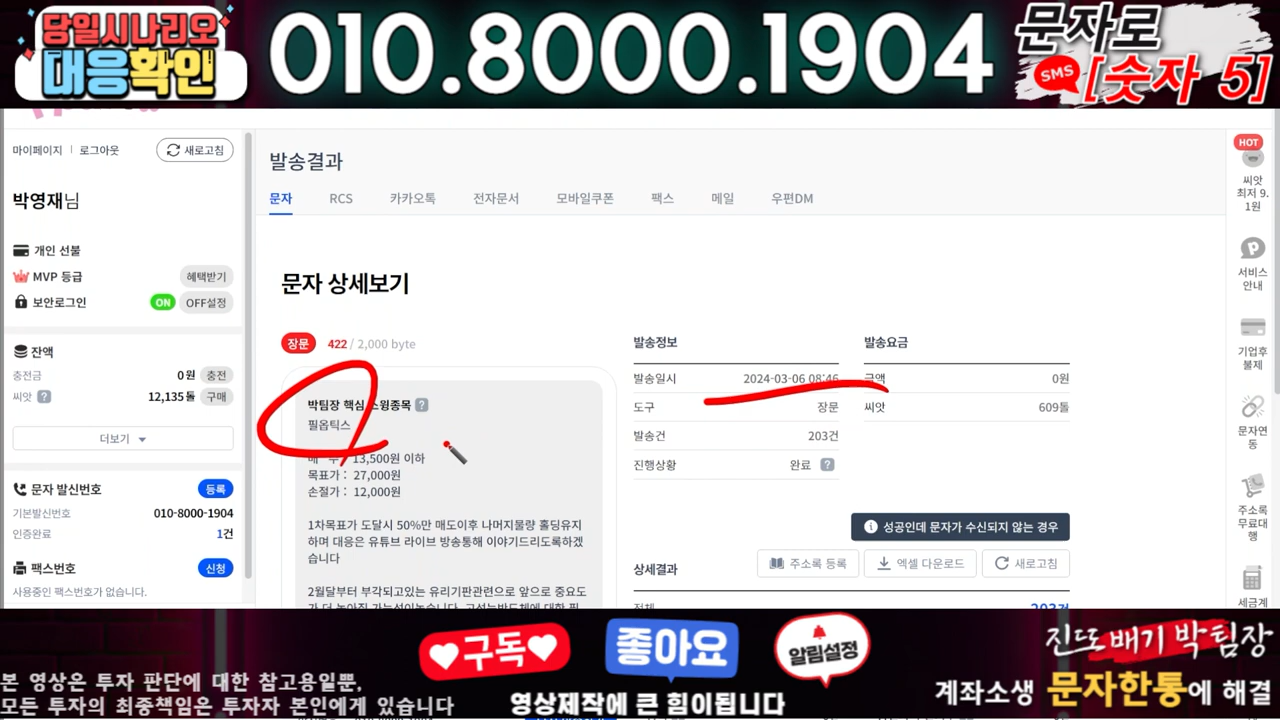 당일시나리오
대응확인
010.8000.1904
문자로
SMS
[숫자 5]
마이페이지
로그아웃
새로고침
박영재님
개인 선불
MVP 등급
혜택받기
보안로그인
ON
OFF설정
잔액
충전금
0원
충전
씨앗 ?
12,135돌
구매
더보기
문자 발신번호
등록
기본발신번호
010-8000-1904
인증완료
1건
팩스번호
신청
사용중인 팩스번호가 없습니다.
발송결과
문자
RCS
카카오톡
전자문서
모바일쿠폰
팩스
메일
우편DM
문자 상세보기
장문
422 / 2,000 byte
박팀장 핵심 스윙종목 ?
필옵틱스
매 수 : 13,500원 이하
목표가 : 27,000원
손절가 : 12,000원
1차목표가 도달시 50%만 매도이후 나머지물량 홀딩유지
하며 대응은 유튜브 라이브 방송통해 이야기드리도록하겠
습니다
2월달부터 부각되고있는 유리기판관련으로 앞으로 중요도
발송정보
발송일시
2024-03-06 08:46
도구
장문
발송건
203건
진행상황
완료 ?
발송요금
금액
0원
씨앗
609돌
성공인데 문자가 수신되지 않는 경우
상세결과
주소록 등록
엑셀 다운로드
새로고침
전체
203건
HOT
씨앗
최저 9.
1원
서비스
안내
기업후
불제
문자연
동
주소록
무료대
행
세금계
본 영상은 투자 판단에 대한 참고용일뿐,
모든 투자의 최종책임은 투자자 본인에게 있습니다
구독
좋아요
알림설정
영상제작에 큰 힘이됩니다
진또배기 박팀장
계좌소생 문자한통에 해결